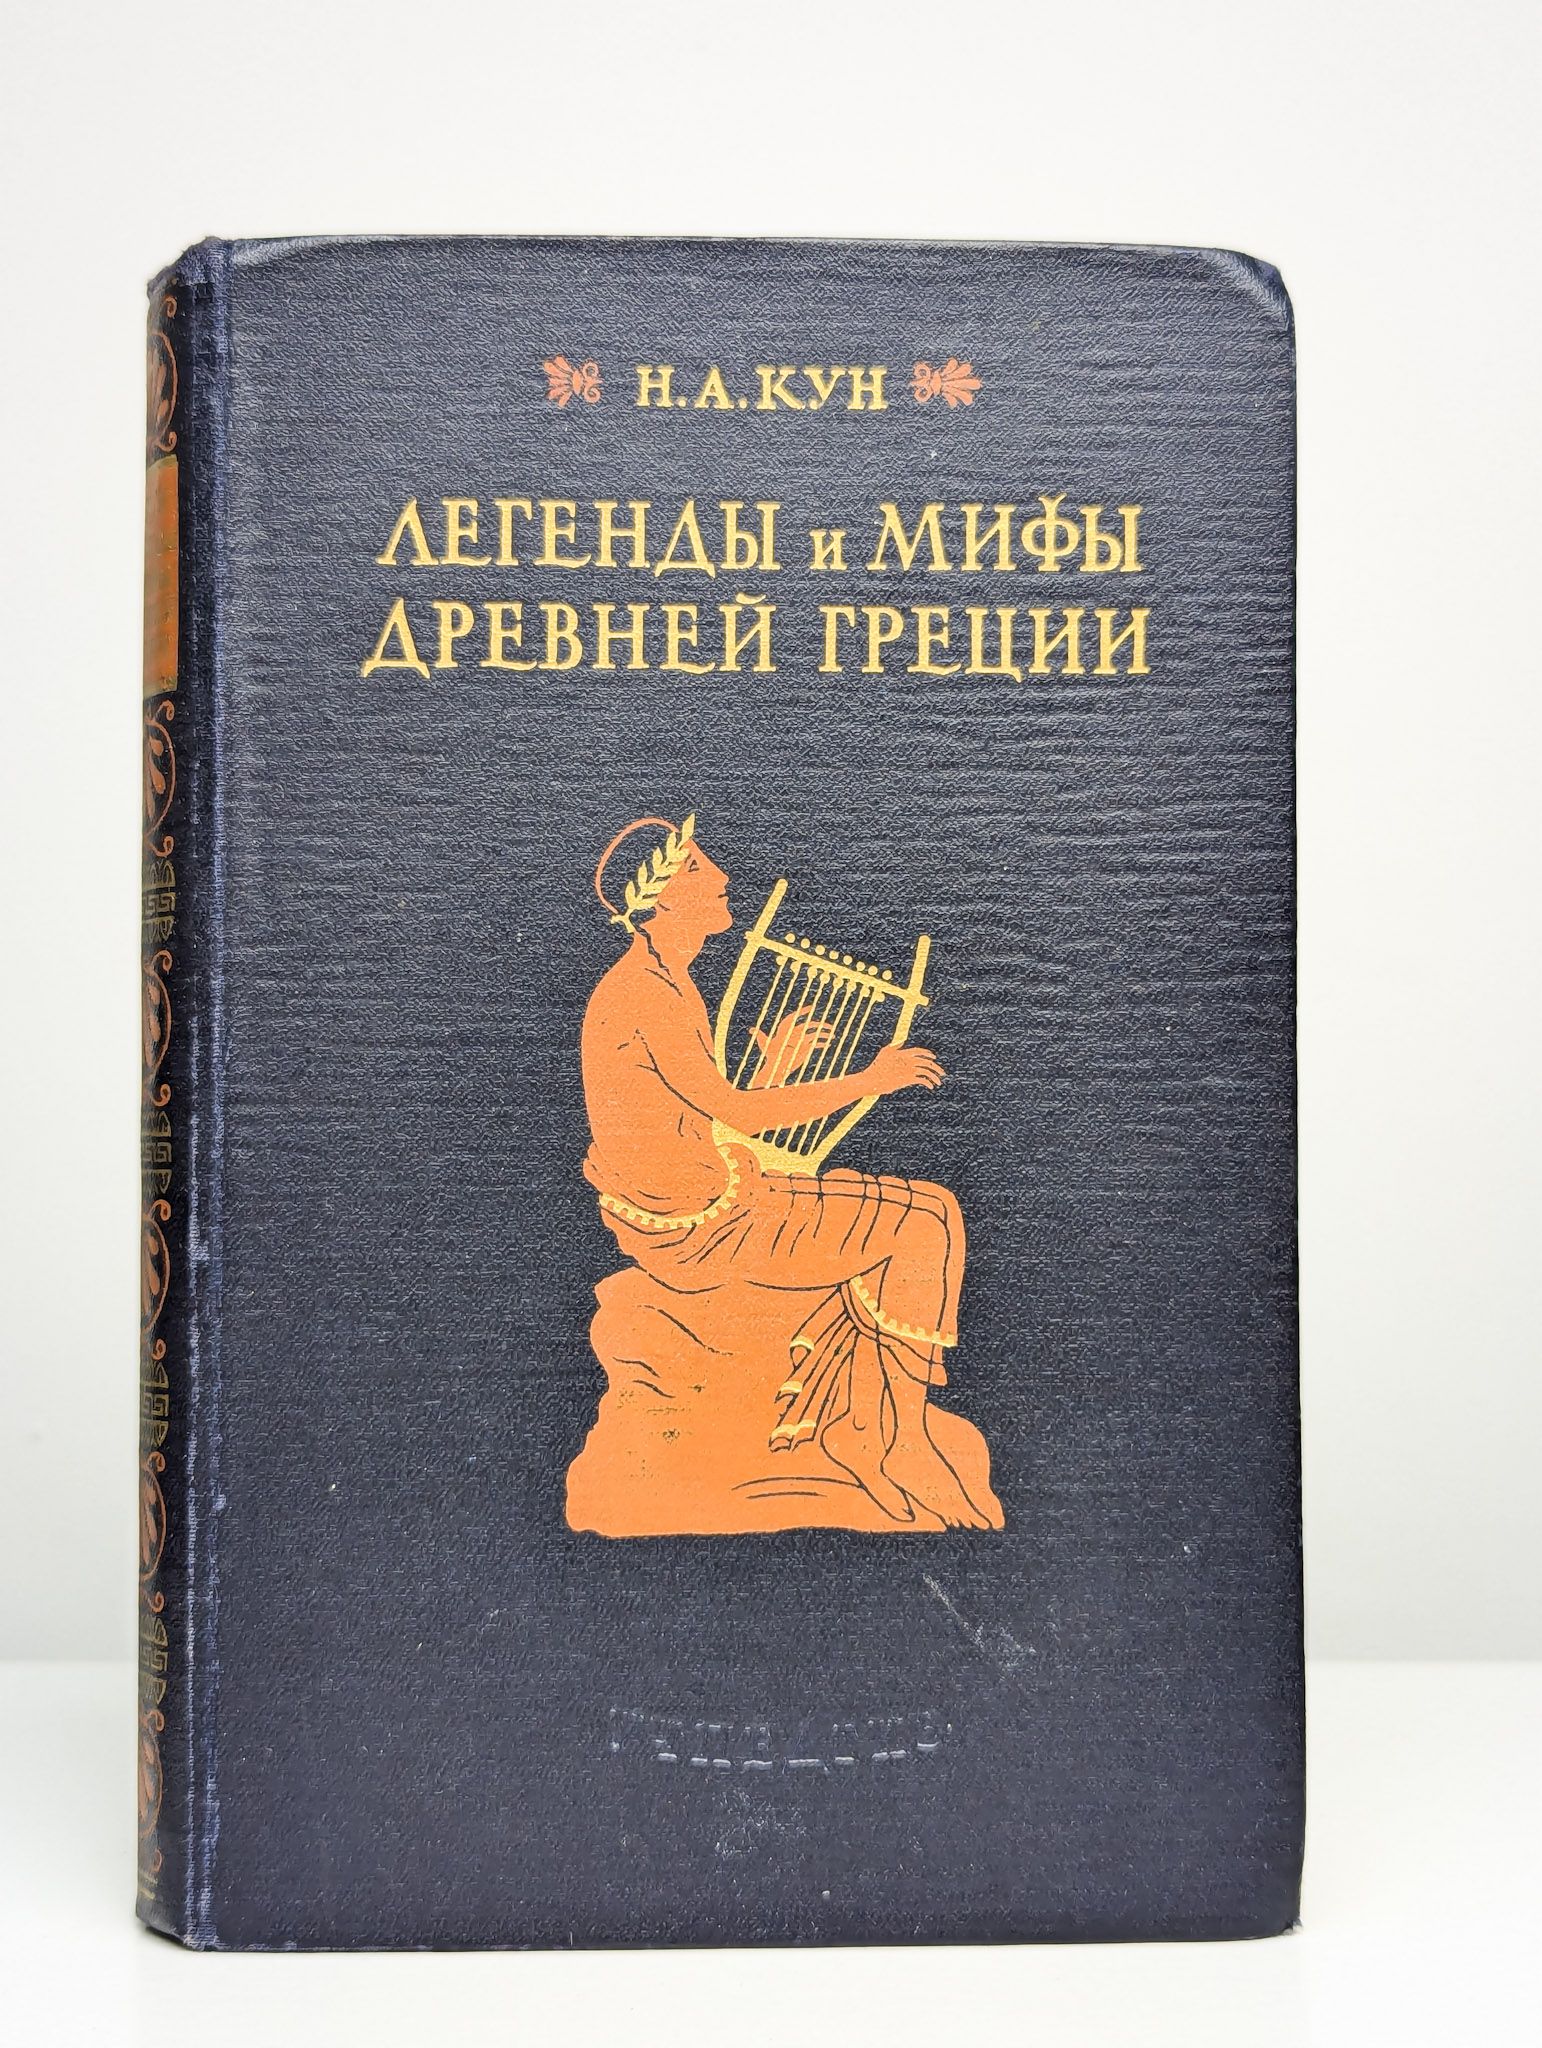 Н. А. КУН
ЛЕГЕНДЫ и МИФЫ
ДРЕВНЕЙ ГРЕЦИИ